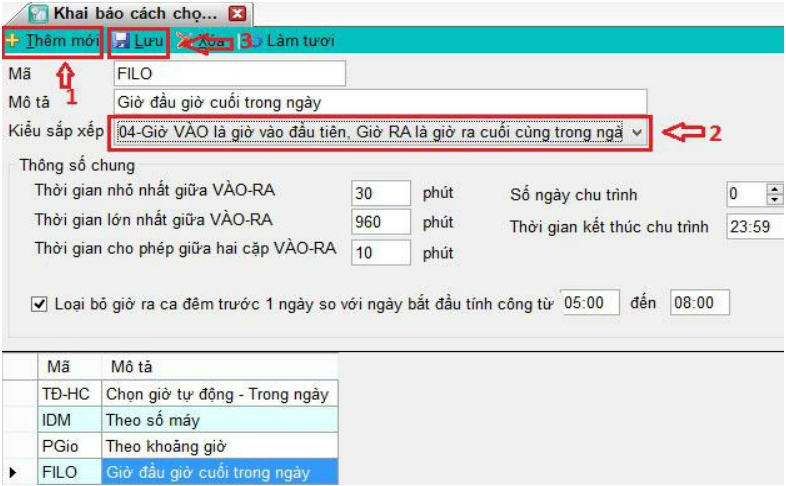 Khai báo cách chọ...
Thêm mới Lưu Xóa Làm tươi
3
1
Mã FILO
Mô tả Giờ đầu giờ cuối trong ngày
Kiểu sắp xếp 04-Giờ VÀO là giờ vào đầu tiên, Giờ RA là giờ ra cuối cùng trong ngà
2
Thông số chung
Thời gian nhỏ nhất giữa VÀO-RA 30 phút Số ngày chu trình 0
Thời gian lớn nhất giữa VÀO-RA 960 phút Thời gian kết thúc chu trình 23:59
Thời gian cho phép giữa hai cặp VÀO-RA 10 phút
Loại bỏ giờ ra ca đêm trước 1 ngày so với ngày bắt đầu tính công từ 05:00 đến 08:00
Mã Mô tả
TĐ-HC Chọn giờ tự động - Trong ngày
IDM Theo số máy
PGio Theo khoảng giờ
FILO Giờ đầu giờ cuối trong ngày